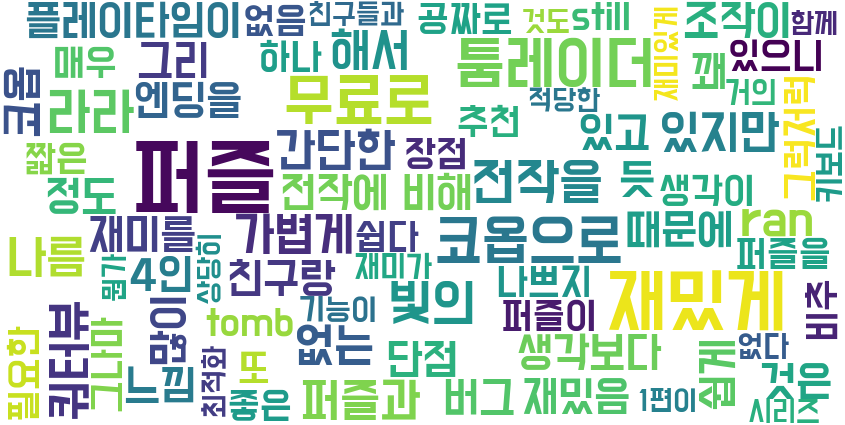 플레이타임이
없음
친구들과
공짜로
것도
still
조작이
함께
코옵
매우
그리
하나
해서
툼레이더
꽤
재미있게
있으니
라라
엔딩을
무료로
적당한
거의
그럭저럭
짧은
퍼즐
간단한
장점
추천
있고
있지만
키보드
정도
전작에
비해
전작을
듯
생각이
나름
재미를
가볍게
쉽다
코옵으로
때문에
ran
퍼즐을
뭔가
4인
상당히
친구랑
재미가
나쁘지
쿼터뷰
그나마
많이
tomb
기능이
빛의
퍼즐이
재밌게
비추
필요한
느낌
최적화
또
없는
단점
생각보다
없다
쉽게
것은
좋은
퍼즐과
버그
재밌음
1편이
시리즈